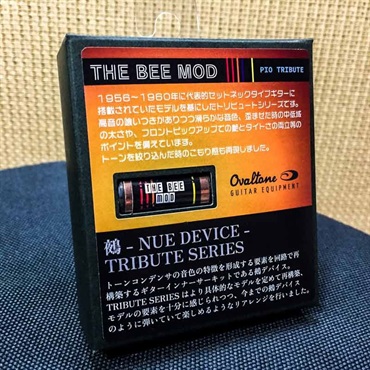 THE BEE MOD
PIO TRIBUTE
1956~1960年に代表的セットネックタイプギターに
搭載されていたモデルを基にしたトリビュートシリーズです。
高音の喰いつきがありつつ滑らかな音色、歪ませた時の中低域
の太さや、フロントピックアップでの艶とタイトさの両立等の
ポイントを備えています。
トーンを絞り込んだ時のこもり感も再現しました。
THE BEE
MOD
Ovaltone
GUITAR EQUIPMENT
鵺 - NUE DEVICE -
TRIBUTE SERIES
トーンコンデンサの音色の特徴を形成する要素を回路で再
構築するギターインナーサーキットである鵺デバイス。
TRIBUTE SERIES はより具体的なモデルを定めて再構築、
モデルの要素を十分に感じられつつ、今までの鵺デバイス
のように弾いていて楽しめるようなリアレンジを行いました。